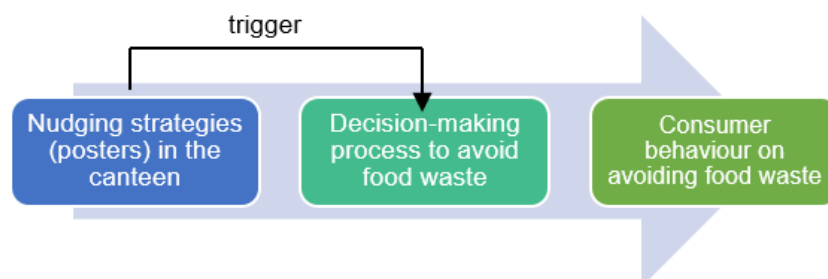 trigger
Nudging strategies
(posters) in the
canteen
Decision-making
process to avoid
food waste
Consumer
behaviour on
avoiding food waste